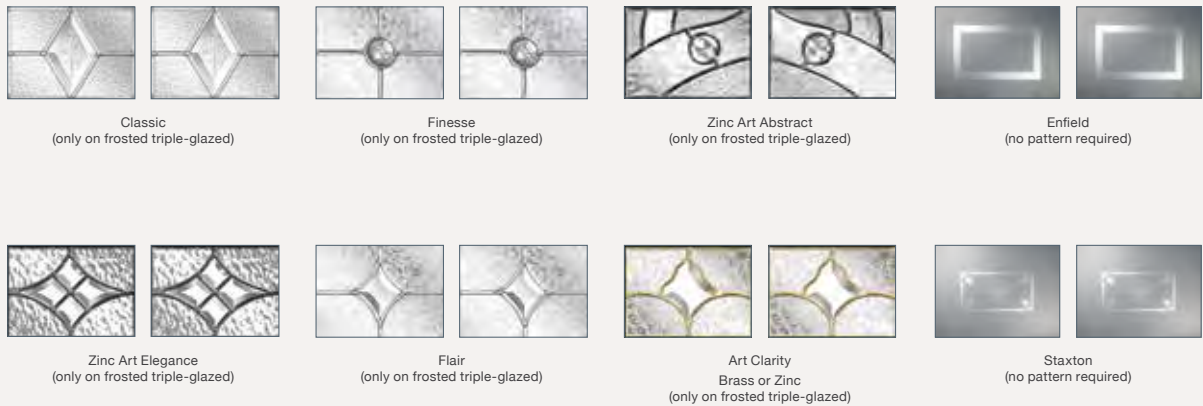 Classic
(only on frosted triple-glazed)
Finesse
(only on frosted triple-glazed)
Zinc Art Abstract
(only on frosted triple-glazed)
Enfield
(no pattern required)
Zinc Art Elegance
(only on frosted triple-glazed)
Flair
(only on frosted triple-glazed)
Art Clarity
Brass or Zinc
(only on frosted triple-glazed)
Staxton
(no pattern required)